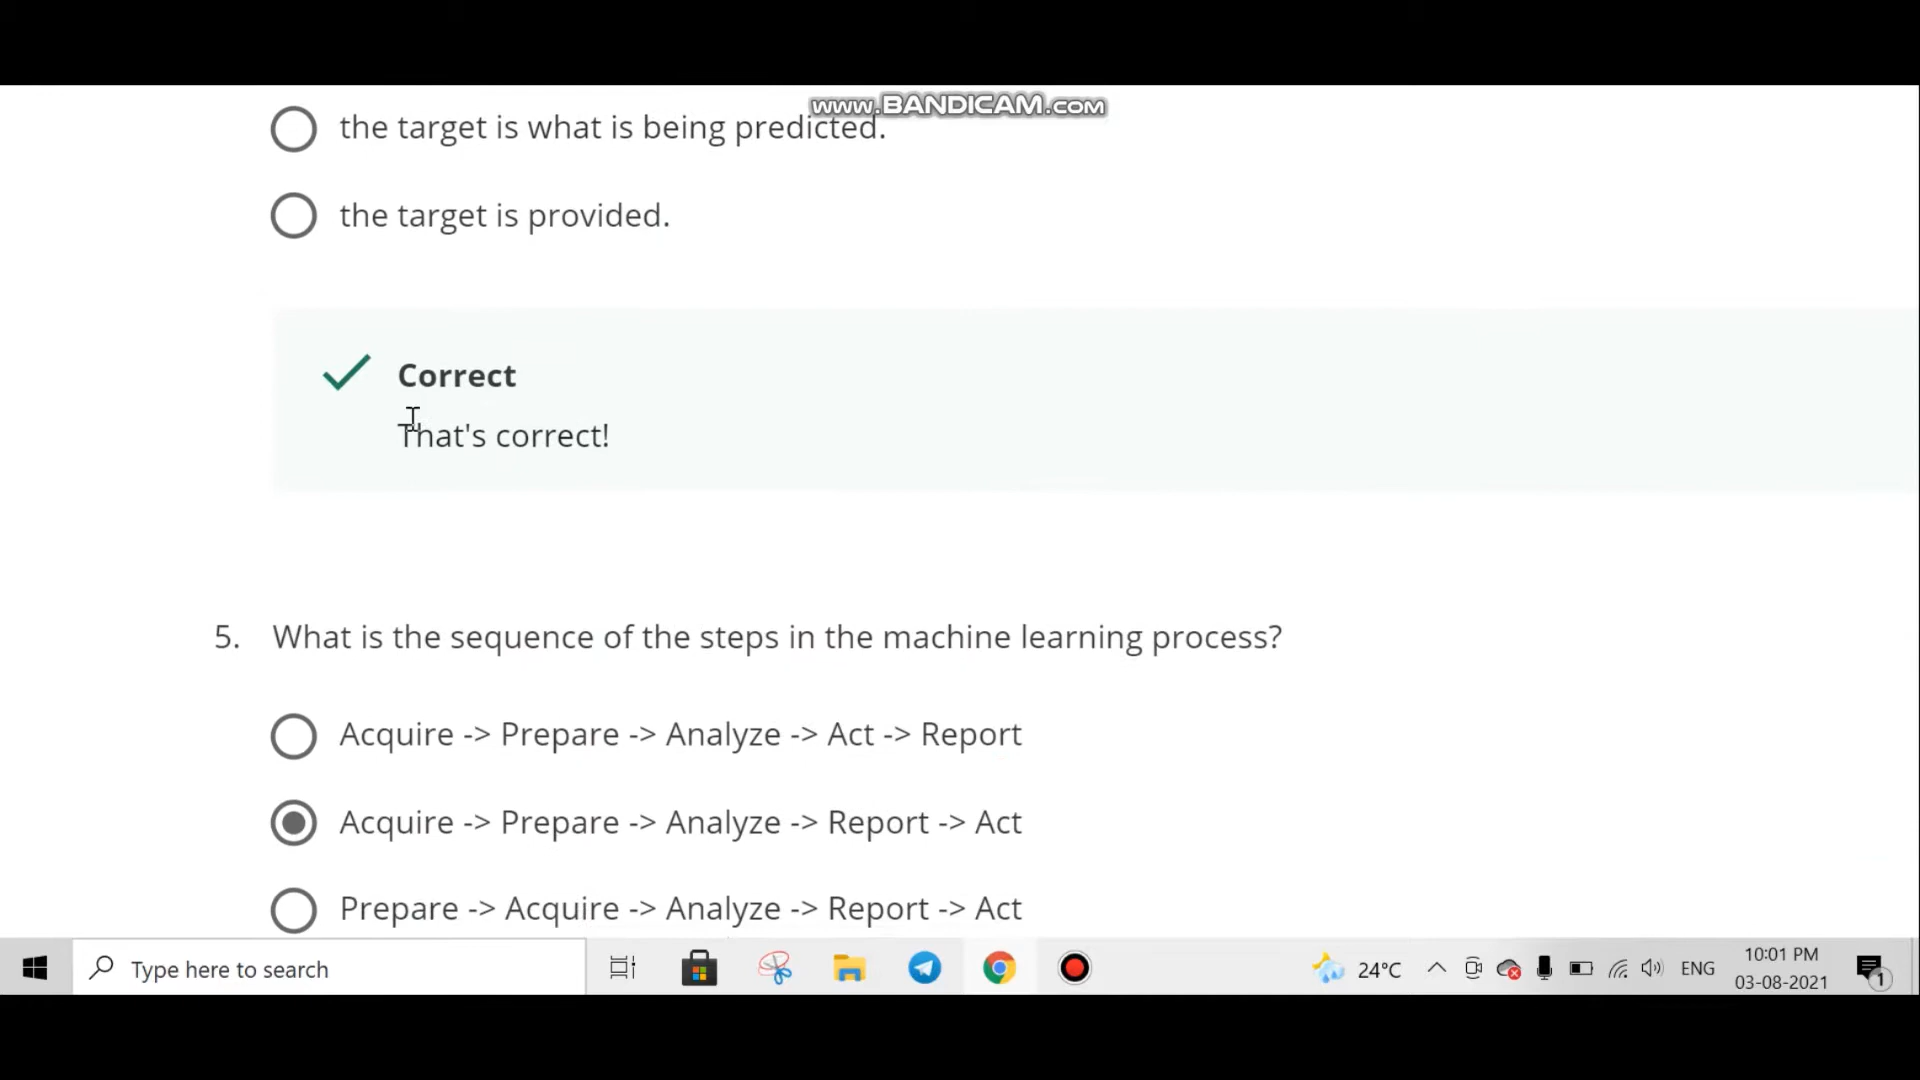 www.BANDICAM.com
the target is what is being predicted.
the target is provided.
Correct
That's correct!
5. What is the sequence of the steps in the machine learning process?
Acquire -> Prepare -> Analyze -> Act -> Report
Acquire -> Prepare -> Analyze -> Report -> Act
Prepare -> Acquire -> Analyze -> Report -> Act
Type here to search
24°C
ENG
10:01 PM
03-08-2021
1